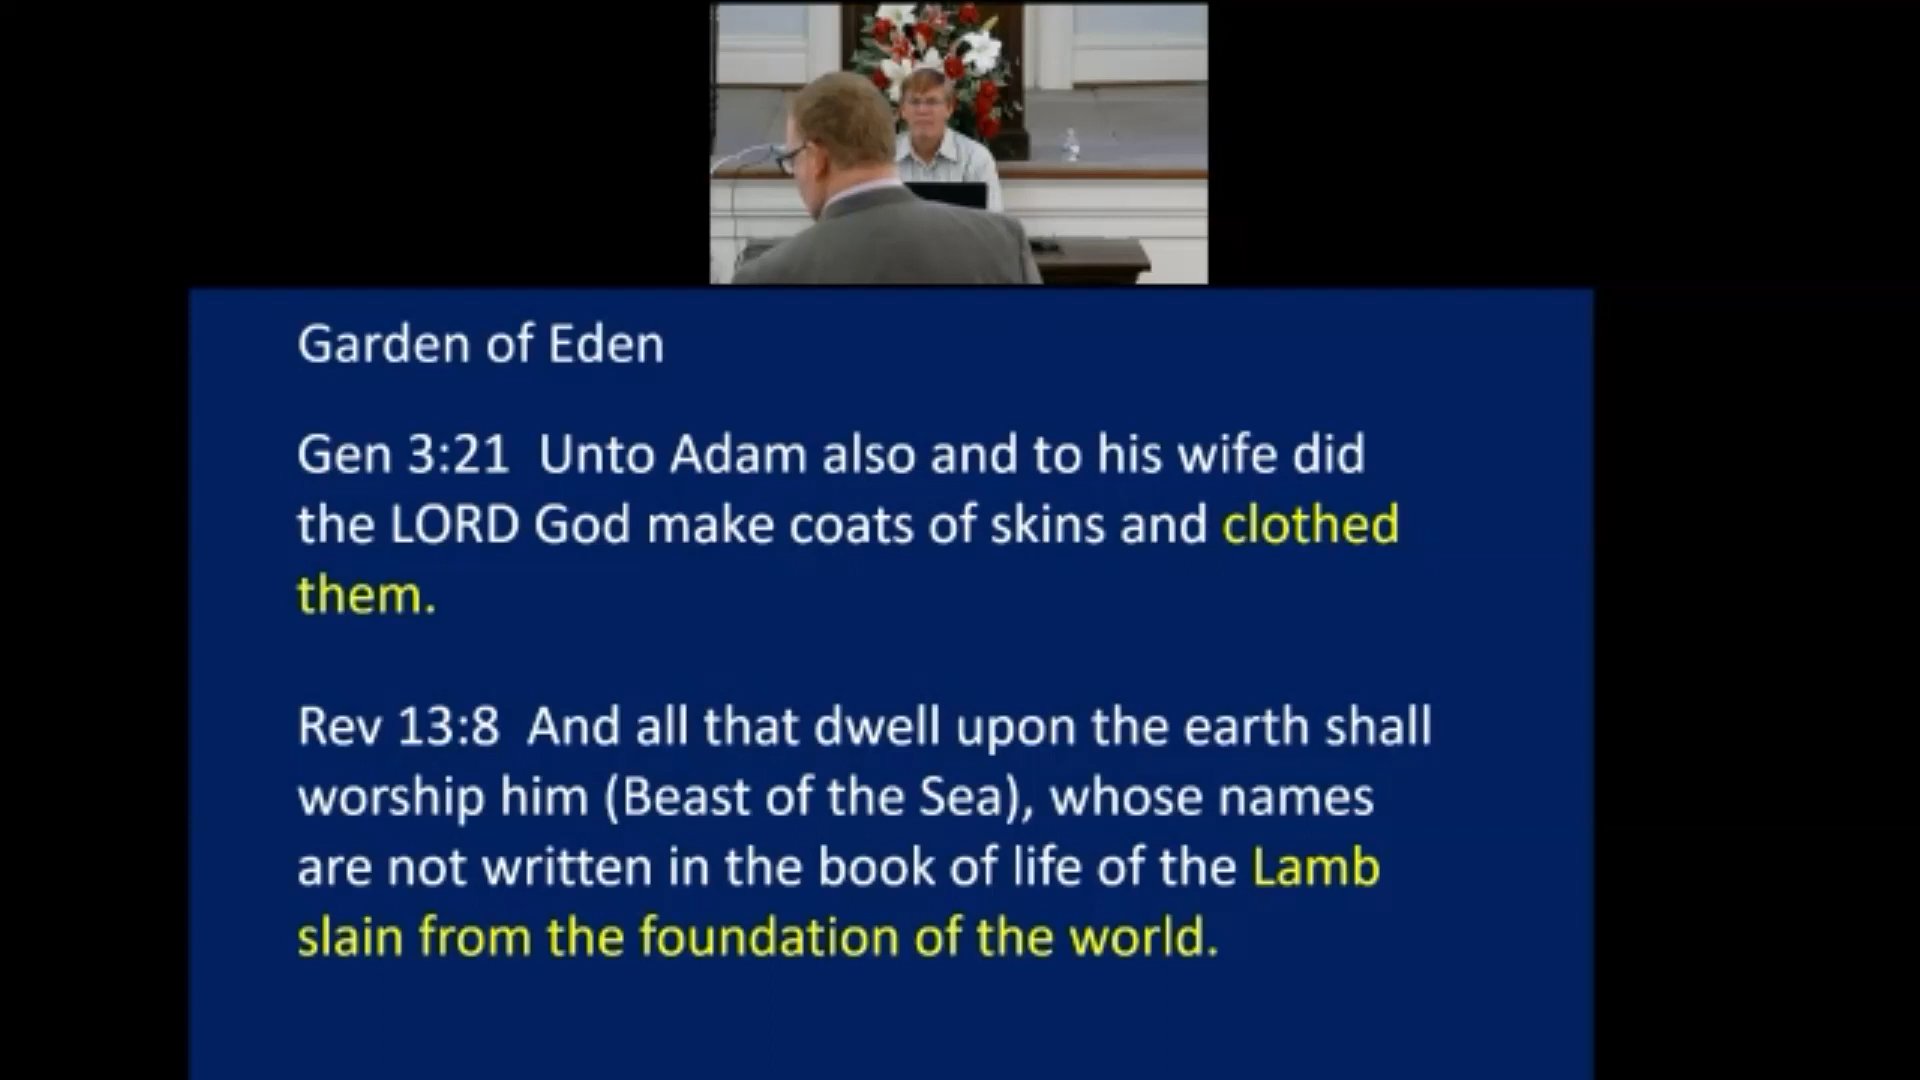 Garden of Eden
Gen 3:21  Unto Adam also and to his wife did
the LORD God make coats of skins and clothed
them.
Rev 13:8  And all that dwell upon the earth shall
worship him (Beast of the Sea), whose names
are not written in the book of life of the Lamb
slain from the foundation of the world.